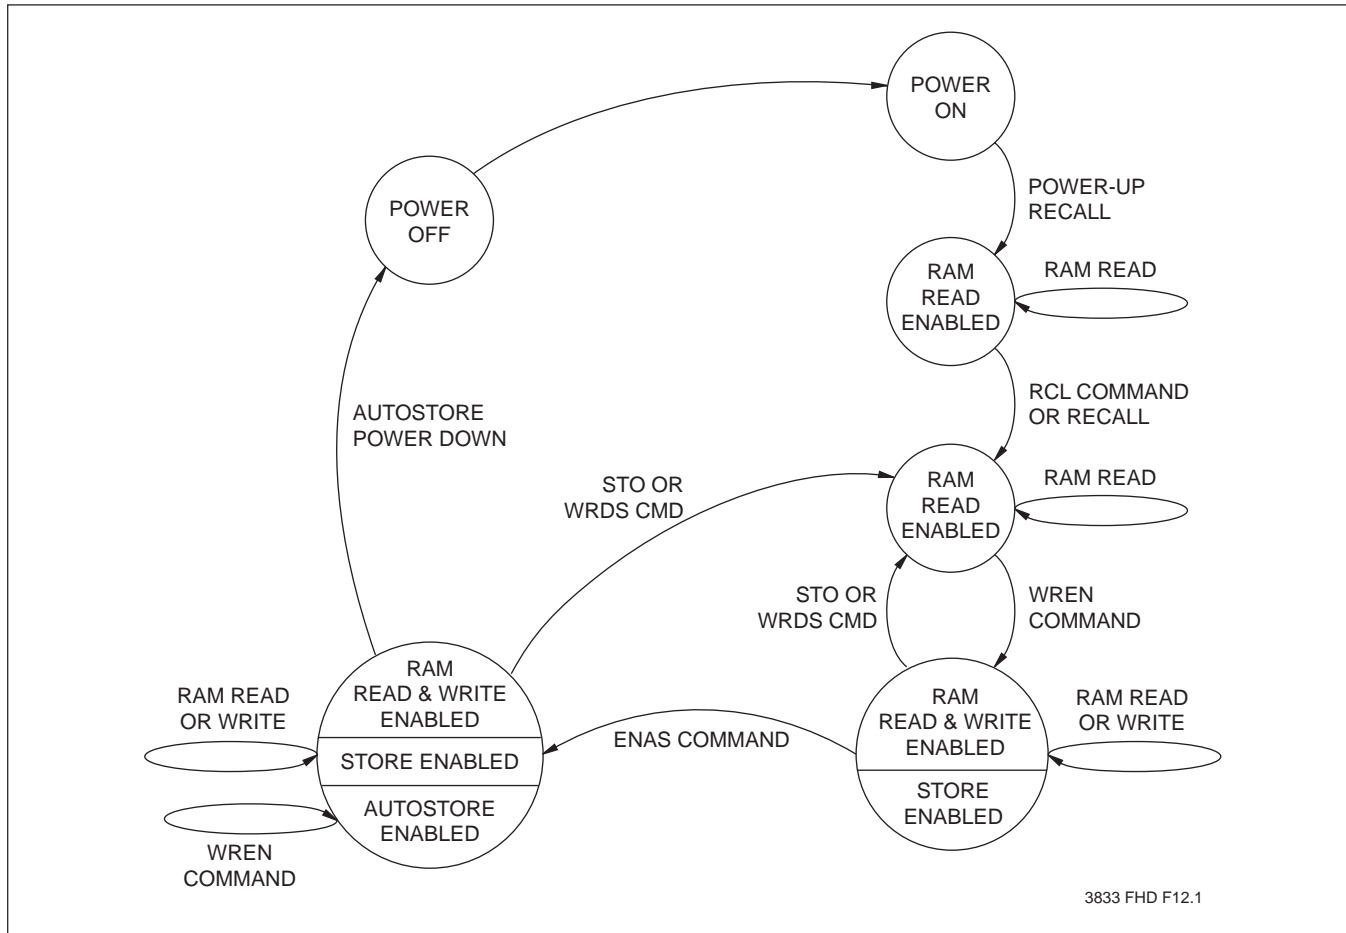 POWER
ON
POWER
OFF
POWER-UP
RECALL
RAM
READ
ENABLED
RAM READ
RCL COMMAND
OR RECALL
AUTOSTORE
POWER DOWN
STO OR
WRDS CMD
RAM
READ
ENABLED
RAM READ
STO OR
WRDS CMD
WREN
COMMAND
RAM READ
OR WRITE
RAM
READ & WRITE
ENABLED
STORE ENABLED
AUTOSTORE
ENABLED
WREN
COMMAND
ENAS COMMAND
RAM
READ & WRITE
ENABLED
STORE
ENABLED
RAM READ
OR WRITE
3833 FHD F12.1